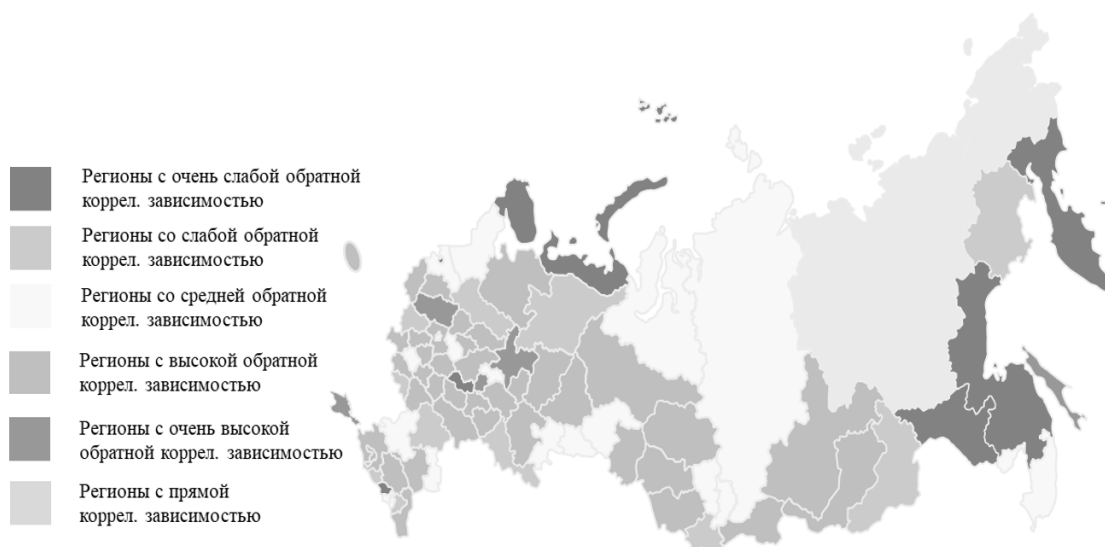 Регионы с очень слабой обратной
коррел. зависимостью
Регионы со слабой обратной
коррел. зависимостью
Регионы со средней обратной
коррел. зависимостью
Регионы с высокой обратной
коррел. зависимостью
Регионы с очень высокой
обратной коррел. зависимостью
Регионы с прямой
коррел. зависимостью